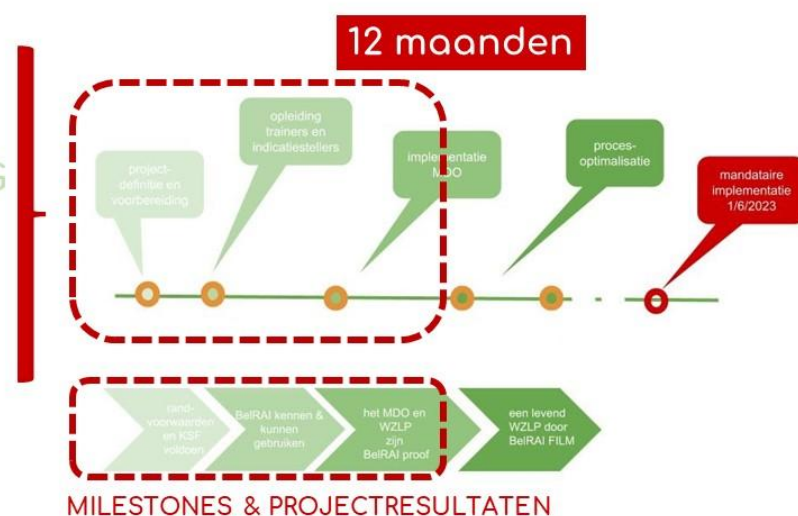 12 maanden
G
opleiding
trainers en
indicatiestellers
project-
definitie en
voorbereiding
implementatie
MDO
proces-
optimalisatie
mandataire
implementatie
1/6/2023
rand-
voorwaarden
en KSF
voldoen
BelRAI kennen &
kunnen
gebruiken
het MDO en
WZLP
zijn
BelRAI proof
een levend
WZLP door
BelRAI FILM
MILESTONES & PROJECTRESULTATEN